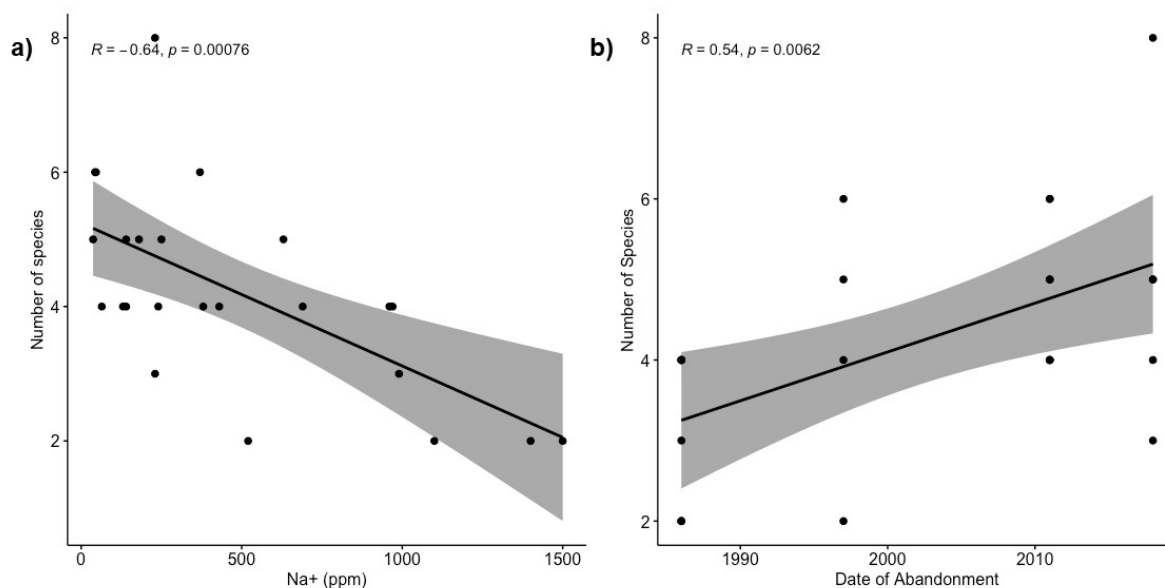 a)
R = −0.64, p = 0.00076
8
6
4
2
Number of species
0 500 1000 1500
Na+ (ppm)
b)
R = 0.54, p = 0.0062
8
6
4
2
Number of Species
1990 2000 2010
Date of Abandonment